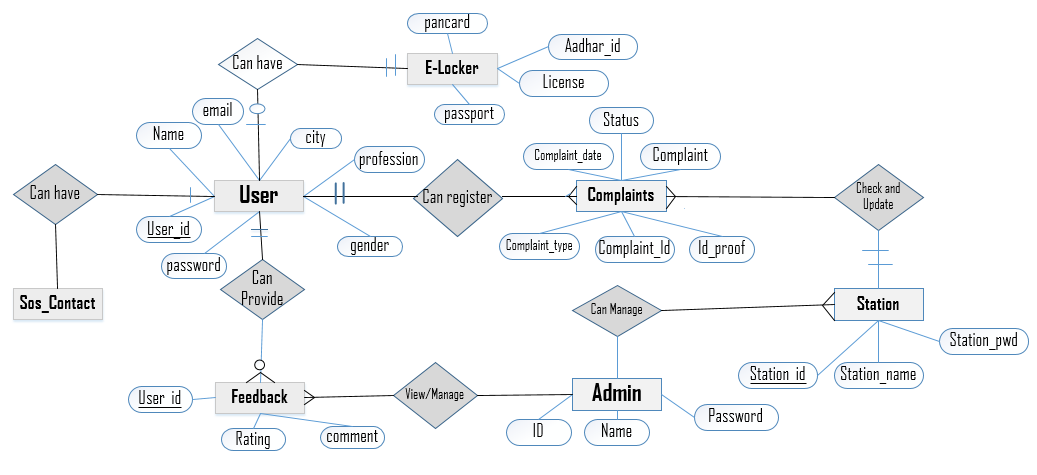 pancard
Aadhar_id
Can have
E-Locker
License
passport
email
Name
city
Status
profession
Complaint_date
Complaint
Can have
User
Can register
Complaints
Check and
Update
User_id
gender
Complaint_type
Complaint_Id
Id_proof
password
Can
Provide
Sos_Contact
Can Manage
Station
Station_pwd
Station_id
Station_name
User_id
Feedback
View/Manage
Admin
Password
Rating
comment
ID
Name